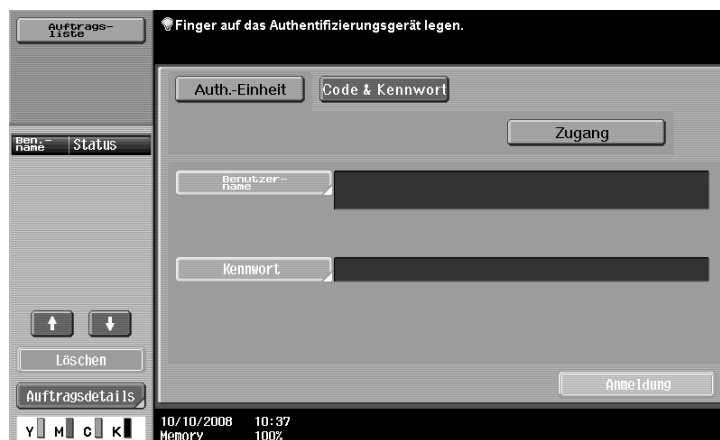 Auftrags-
liste
Finger auf das Authentifizierungsgerät legen.
Auth.-Einheit
Code & Kennwort
Zugang
Ben.-
name
Status
Benutzer-
name
Kennwort
Löschen
Auftragsdetails
Anmeldung
Y M C K
10/10/2008 10:37
Memory 100%